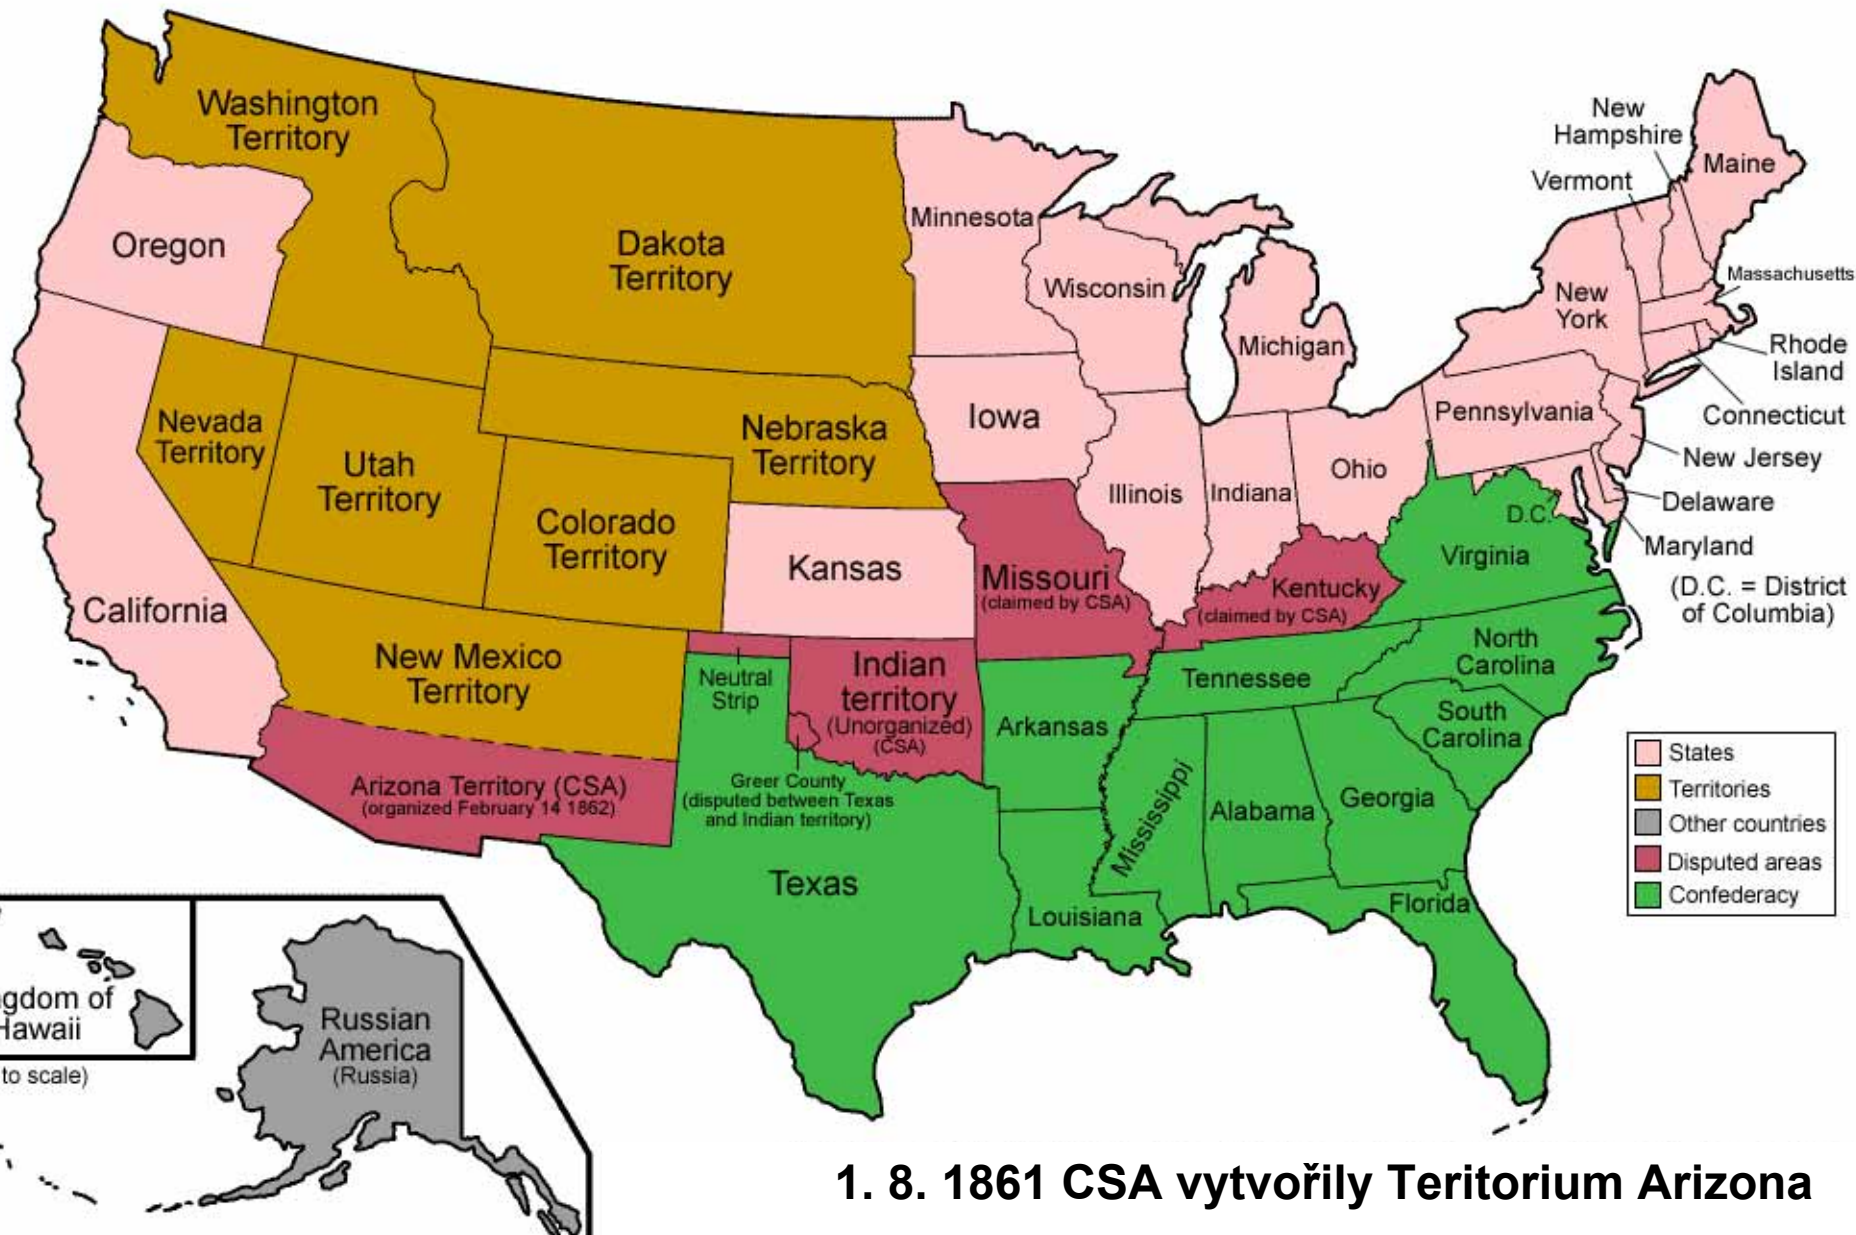 Washington
Territory
Oregon
Dakota
Territory
Minnesota
Wisconsin
Michigan
New
Hampshire
Vermont
Maine
Massachusetts
New
York
Rhode
Island
Connecticut
Pennsylvania
New Jersey
Delaware
Maryland
(D.C. = District
of Columbia)
Nevada
Territory
Utah
Territory
Colorado
Territory
Nebraska
Territory
Iowa
Illinois
Indiana
Ohio
D.C.
Virginia
California
Kansas
Missouri
(claimed by CSA)
Kentucky
(claimed by CSA)
New Mexico
Territory
Neutral
Strip
Indian
territory
(Unorganized)
(CSA)
Arkansas
Tennessee
North
Carolina
South
Carolina
Arizona Territory (CSA)
(organized February 14 1862)
Greer County
(disputed between Texas
and Indian territory)
Texas
Louisiana
Mississippi
Alabama
Georgia
Florida
States
Territories
Other countries
Disputed areas
Confederacy
gdom of
Hawaii
to scale)
Russian
America
(Russia)
1. 8. 1861 CSA vytvořily Teritorium Arizona